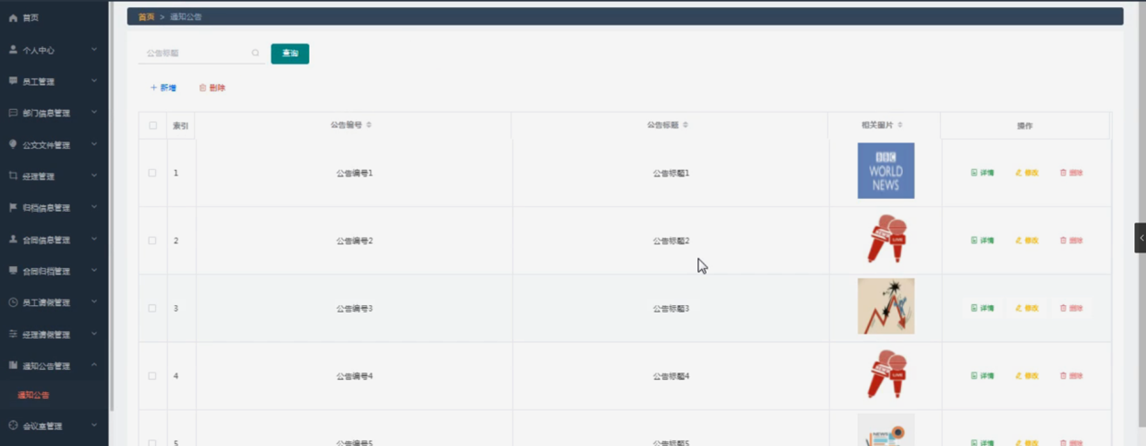 首页
个人中心
员工管理
部门信息管理
公文文件管理
经理管理
归档信息管理
合同信息管理
合同归档管理
员工请假管理
经理请假管理
通知公告管理
通知公告
会议室管理
首页 > 通知公告
公告标题
查询
+ 新增 删除
索引 公告编号 公告标题 相关图片 操作
1 公告编号1 公告标题1 BBC WORLD NEWS 详情 修改 删除
2 公告编号2 公告标题2 LIVE 详情 修改 删除
3 公告编号3 公告标题3 详情 修改 删除
4 公告编号4 公告标题4 LIVE 详情 修改 删除
5 公告编号5 公告标题5 详情 修改 删除